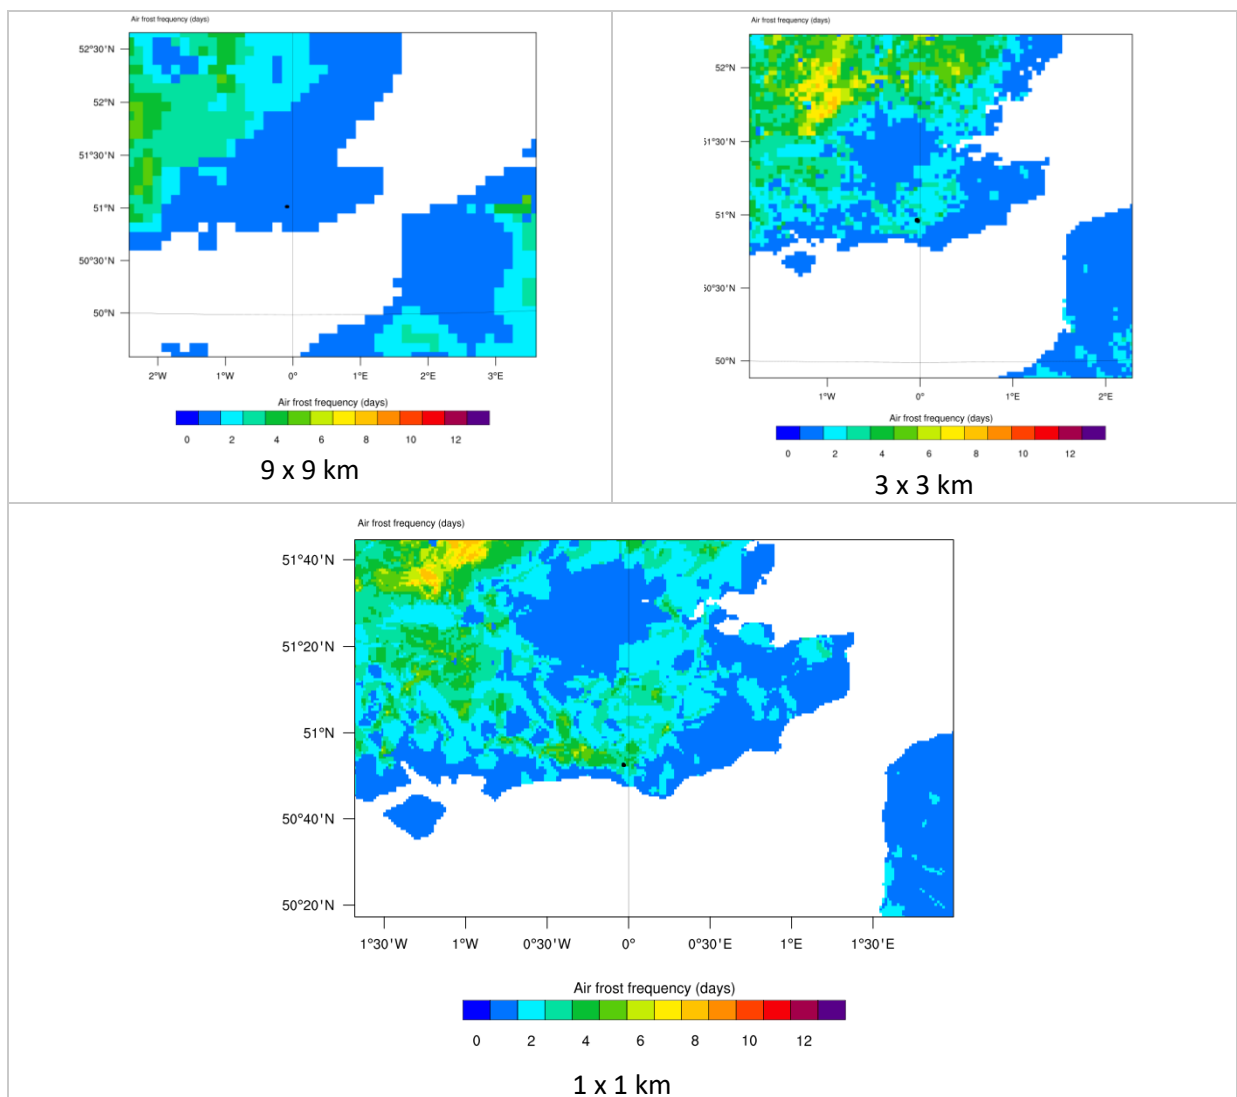 Air frost frequency (days)
52°30'N
52°N
51°30'N
51°N
50°30'N
50°N
2°W 1°W 0° 1°E 2°E 3°E
Air frost frequency (days)
0 2 4 6 8 10 12
9 x 9 km
Air frost frequency (days)
52°N
51°30'N
51°N
50°30'N
50°N
1°W 0° 1°E 2°E
Air frost frequency (days)
0 2 4 6 8 10 12
3 x 3 km
Air frost frequency (days)
51°40'N
51°20'N
51°N
50°40'N
50°20'N
1°30'W 1°W 0°30'W 0° 0°30'E 1°E 1°30'E
Air frost frequency (days)
0 2 4 6 8 10 12
1 x 1 km